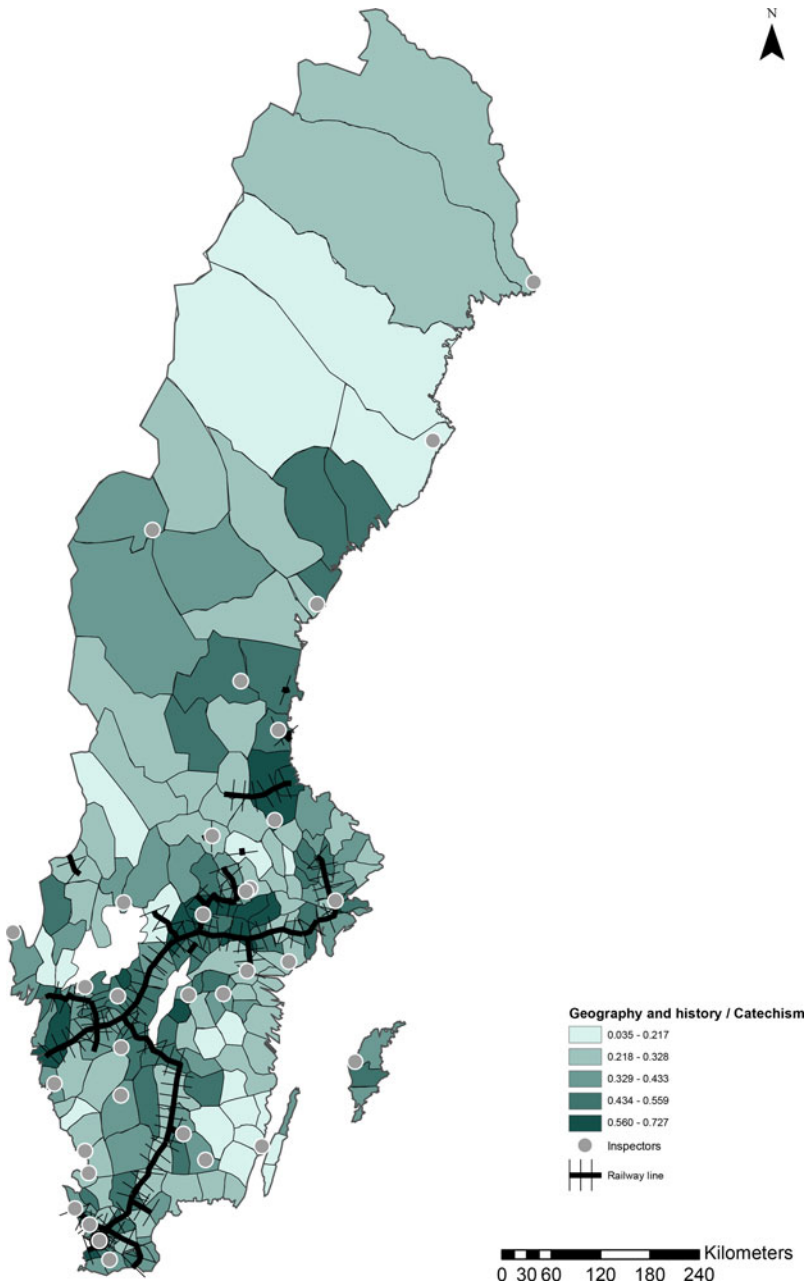 N
Geography and history / Catechism
0.035 - 0.217
0.218 - 0.328
0.329 - 0.433
0.434 - 0.559
0.560 - 0.727
Inspectors
Railway line
Kilometers
0 30 60 120 180 240